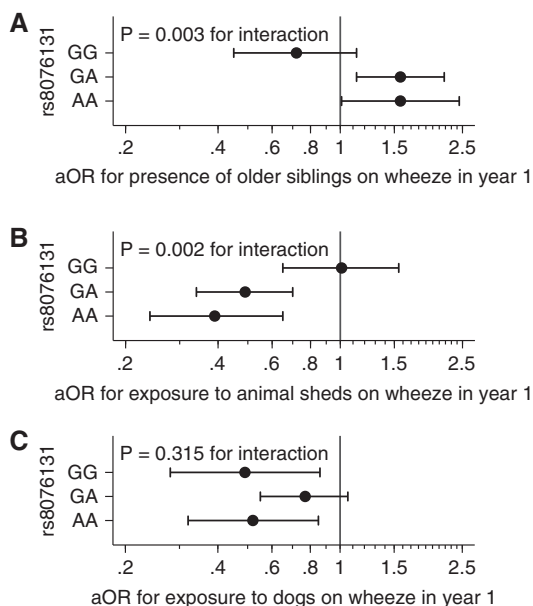 A
P = 0.003 for interaction
rs8076131
GG
GA
AA
.2 .4 .6 .8 1 1.5 2.5
aOR for presence of older siblings on wheeze in year 1
B
P = 0.002 for interaction
rs8076131
GG
GA
AA
.2 .4 .6 .8 1 1.5 2.5
aOR for exposure to animal sheds on wheeze in year 1
C
P = 0.315 for interaction
rs8076131
GG
GA
AA
.2 .4 .6 .8 1 1.5 2.5
aOR for exposure to dogs on wheeze in year 1